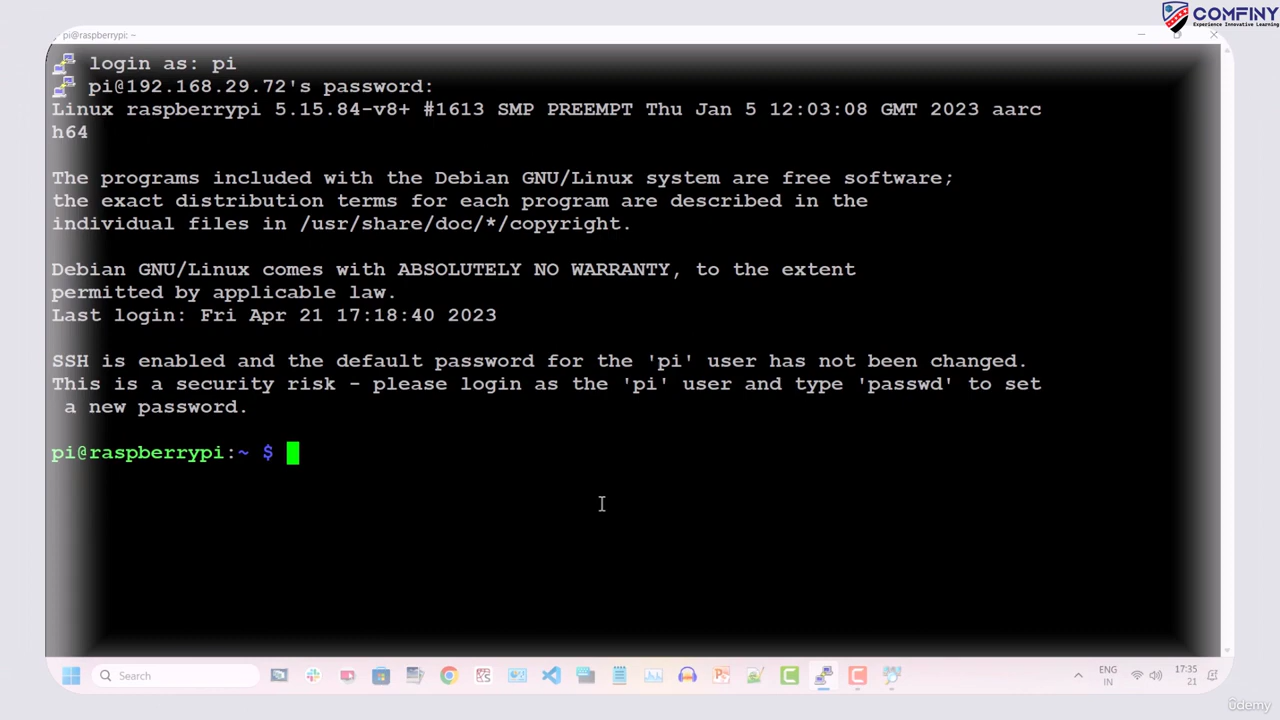 COMFINY
Experience Innovative Learning
pi@raspberrypi: ~
login as: pi
pi@192.168.29.72's password:
Linux raspberrypi 5.15.84-v8+ #1613 SMP PREEMPT Thu Jan 5 12:03:08 GMT 2023 aarc
h64
The programs included with the Debian GNU/Linux system are free software;
the exact distribution terms for each program are described in the
individual files in /usr/share/doc/*/copyright.
Debian GNU/Linux comes with ABSOLUTELY NO WARRANTY, to the extent
permitted by applicable law.
Last login: Fri Apr 21 17:18:40 2023
SSH is enabled and the default password for the 'pi' user has not been changed.
This is a security risk - please login as the 'pi' user and type 'passwd' to set
 a new password.
pi@raspberrypi:~ $
Search
ENG
IN
17:35
21
ûdemy